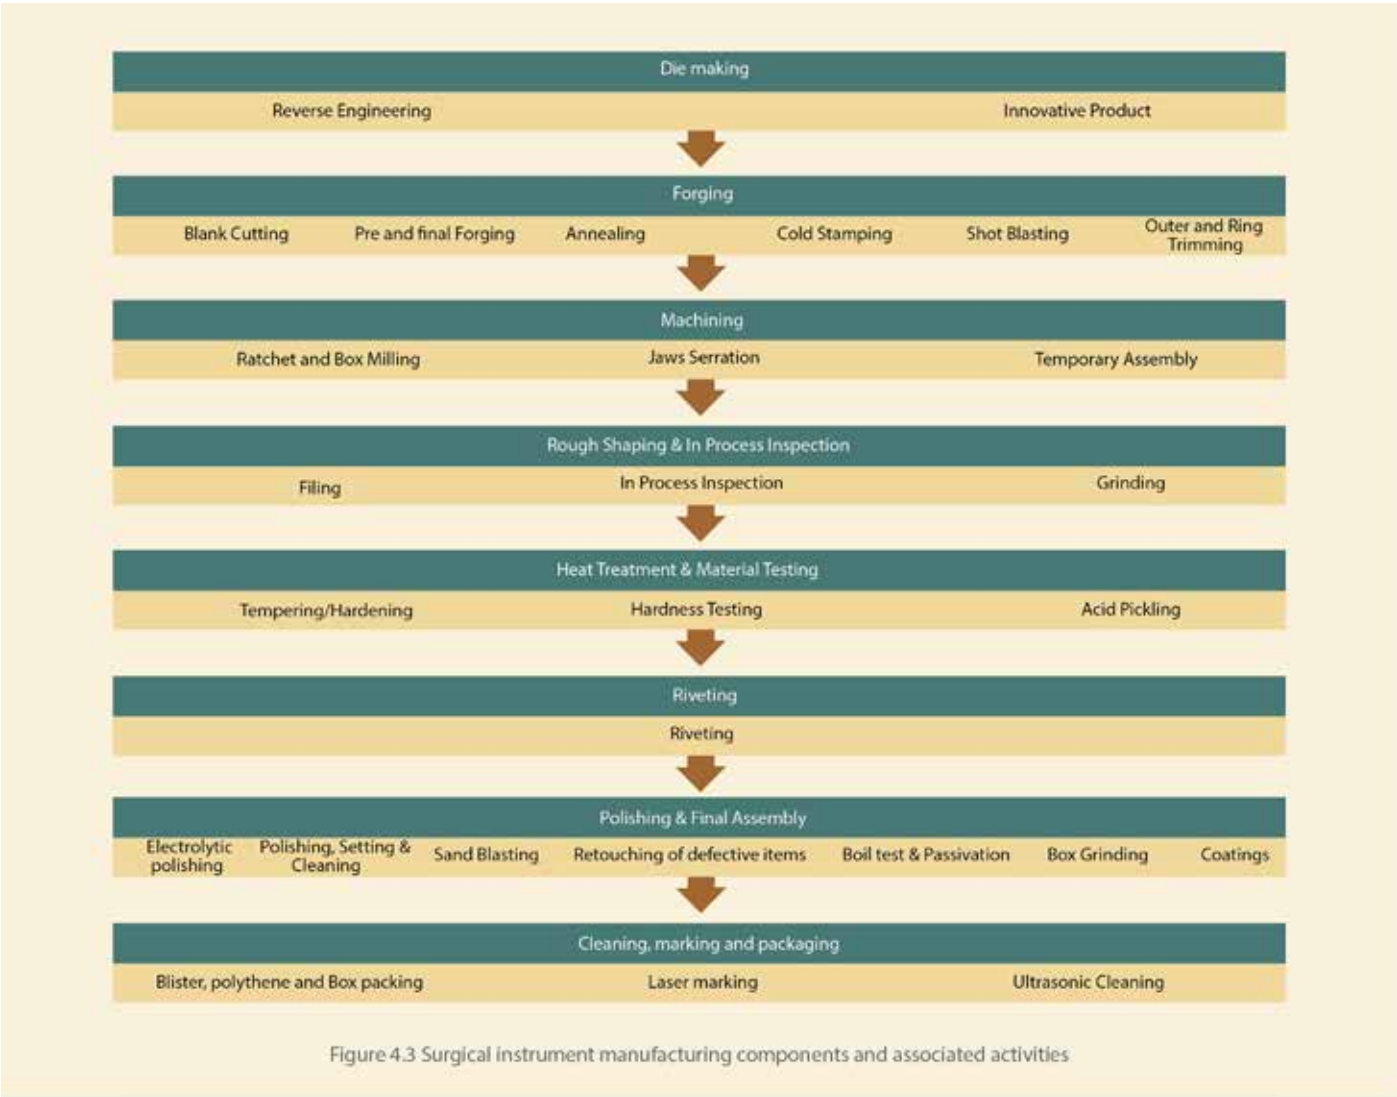 Die making
Reverse Engineering
Innovative Product
Forging
Blank Cutting
Pre and final Forging
Annealing
Cold Stamping
Shot Blasting
Outer and Ring
Trimming
Machining
Ratchet and Box Milling
Jaws Serration
Temporary Assembly
Rough Shaping & In Process Inspection
Filing
In Process Inspection
Grinding
Heat Treatment & Material Testing
Tempering/Hardening
Hardness Testing
Acid Pickling
Riveting
Riveting
Polishing & Final Assembly
Electrolytic
polishing
Polishing, Setting &
Cleaning
Sand Blasting
Retouching of defective items
Boil test & Passivation
Box Grinding
Coatings
Cleaning, marking and packaging
Blister, polythene and Box packing
Laser marking
Ultrasonic Cleaning
Figure 4.3 Surgical instrument manufacturing components and associated activities